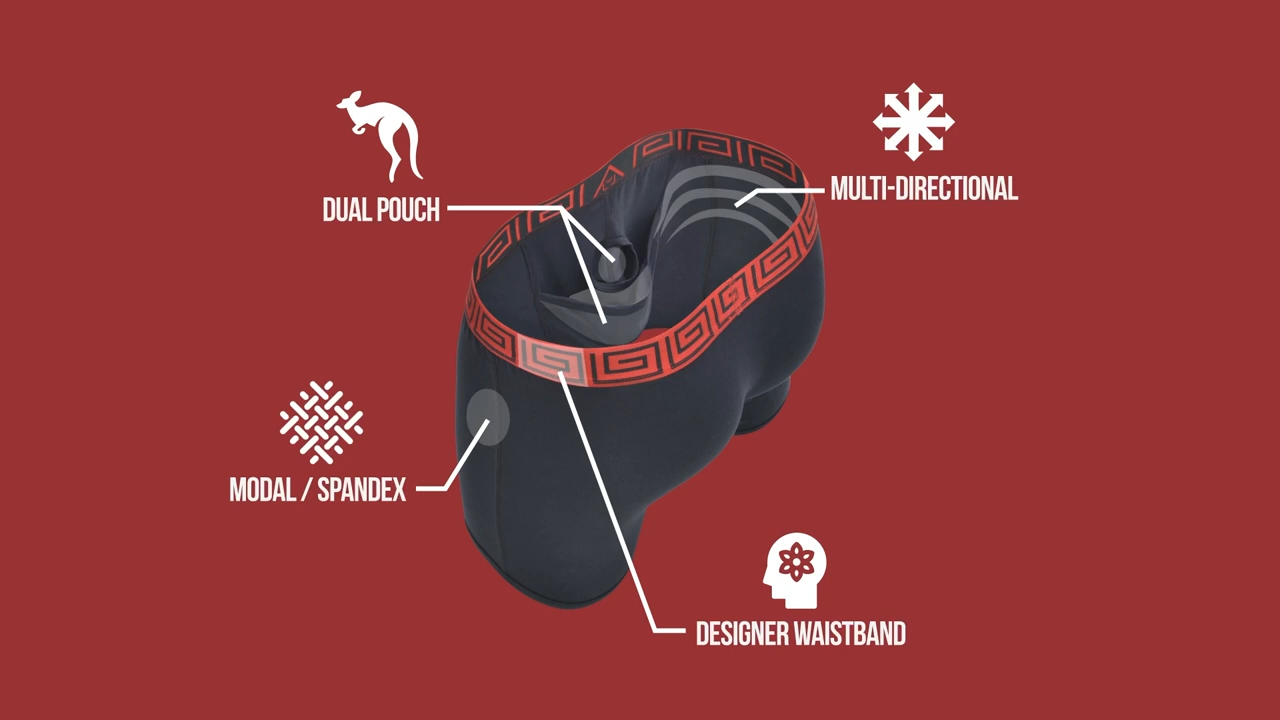 DUAL POUCH
MULTI-DIRECTIONAL
MODAL / SPANDEX
DESIGNER WAISTBAND